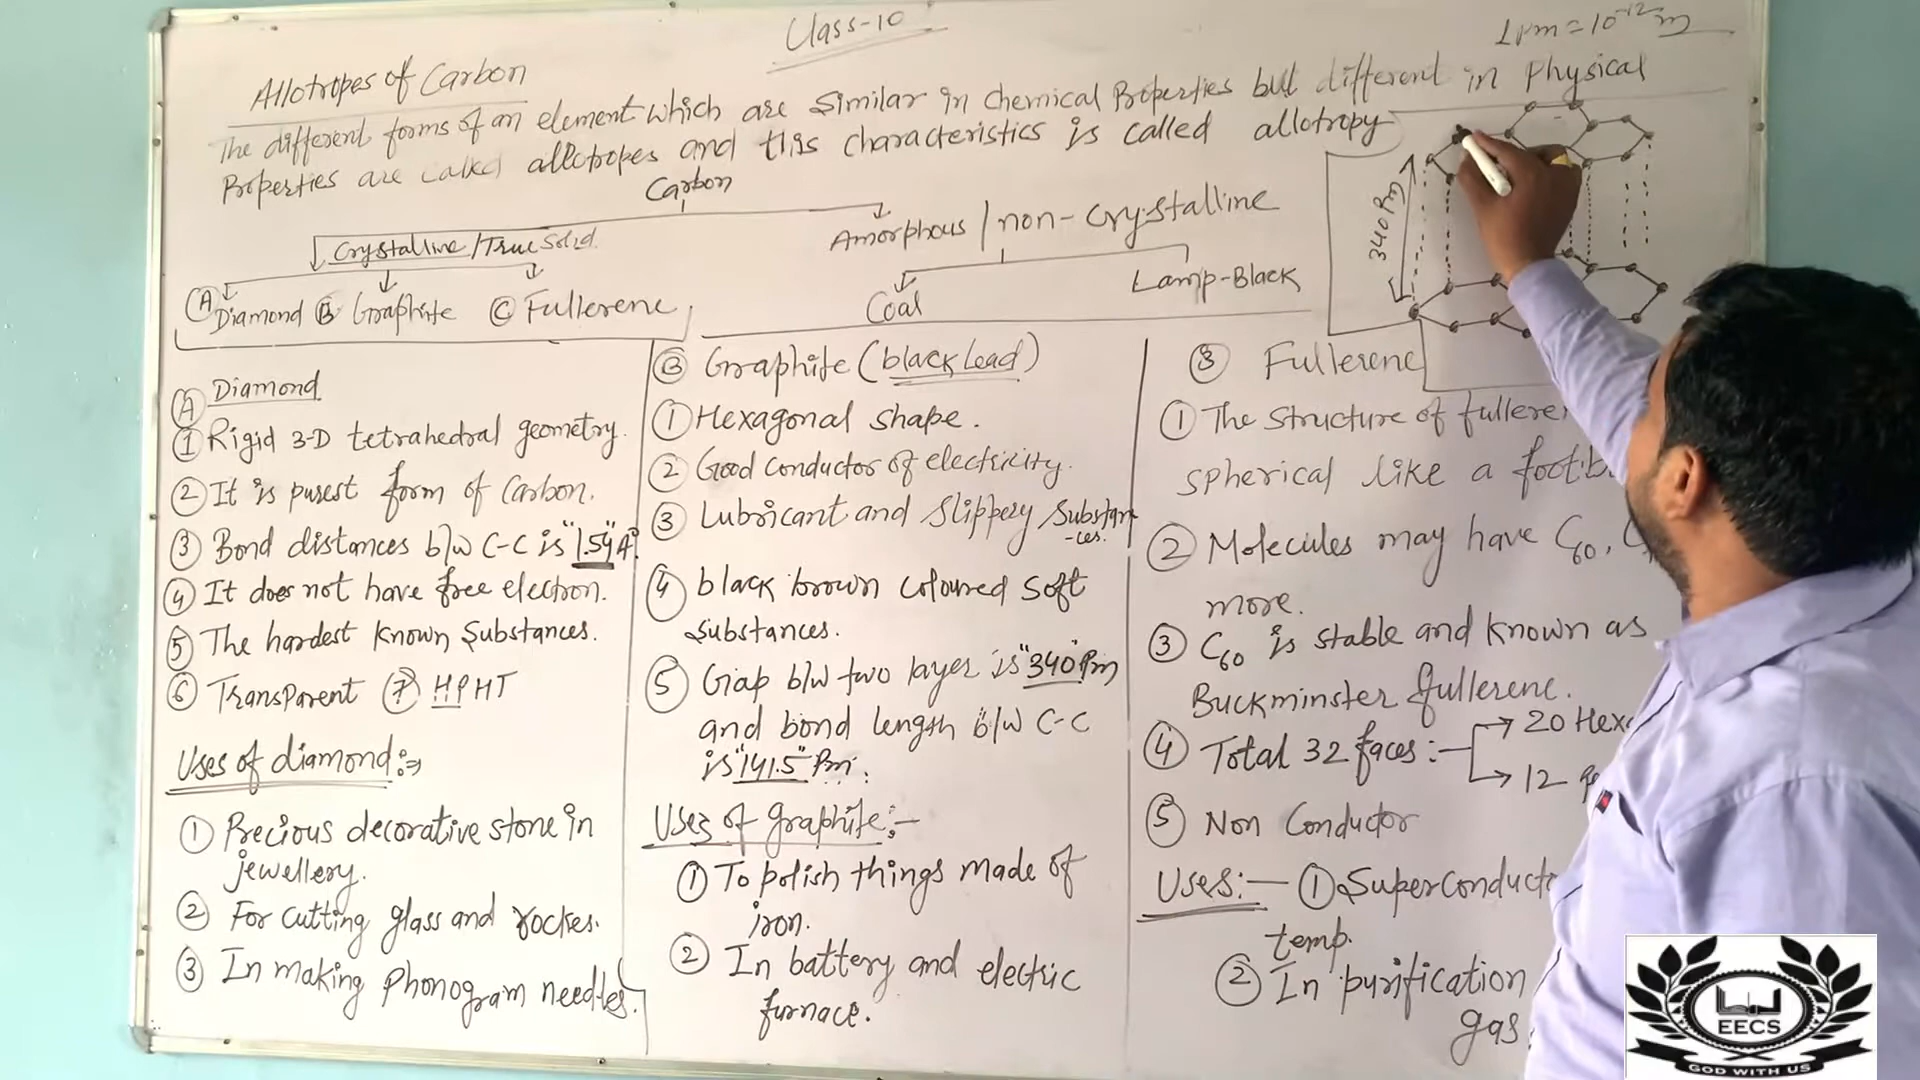 Class-10
1Pm = 10⁻¹²m
Allotropes of Carbon
The different forms of an element which are similar in Chemical Properties but different in Physical
Properties are called allotropes and this characteristics is called allotropy
Carbon
Crystalline/True Solid
Amorphous / non-crystalline
(A) Diamond (B) Graphite (C) Fullerene
Coal
Lamp-Black
340 Pm
(A) Diamond
① Rigid 3-D tetrahedral geometry.
② It is purest form of Carbon.
③ Bond distances b/w C-C is "1.54" A°.
④ It does not have free electron.
⑤ The hardest known Substances.
⑥ Transparent ⑦ HPHT
Uses of diamond:⇒
① Precious decorative stone in
jewellery.
② For cutting glass and rockes.
③ In making Phonogram needles.
(B) Graphite (black Lead)
① Hexagonal shape.
② Good conductor of electricity.
③ Lubricant and Slippery Substan
-ces.
④ black brown coloured soft
Substances.
⑤ Gap b/w two layer is "340" Pm
and bond length b/w C-C
is "141.5" Pm.
Uses of graphite:-
① To polish things made of
iron.
② In battery and electric
furnace.
③ Fullerene
① The structure of fullere
spherical like a footb
② Molecules may have C₆₀,
more.
③ C₆₀ is stable and known as
Buckminster fullerene.
④ Total 32 faces:- → 20 Hex
→ 12
⑤ Non Conductor
Uses:- ① Superconduct
temp.
② In purification
gas.
EECS
GOD WITH US